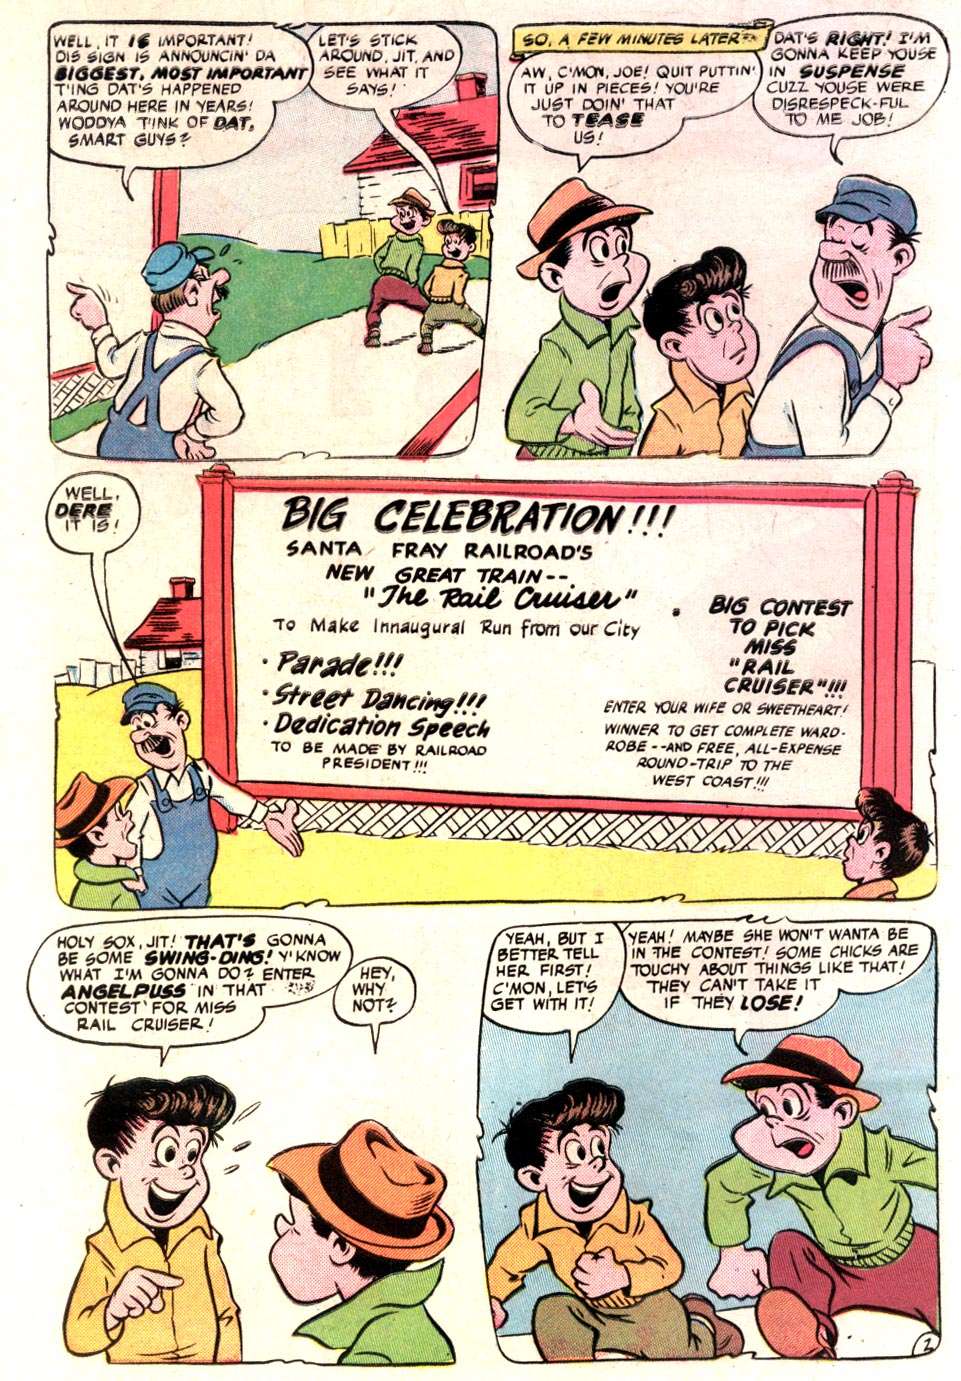 WELL, IT IS IMPORTANT!
DIS SIGN IS ANNOUNCIN' DA
BIGGEST, MOST IMPORTANT
T'ING DAT'S HAPPENED
AROUND HERE IN YEARS!
WODDYA T'INK OF DAT,
SMART GUYS?
LET'S STICK
AROUND, JIT, AND
SEE WHAT IT
SAYS!
SO, A FEW MINUTES LATER--
AW, C'MON, JOE! QUIT PUTTIN'
IT UP IN PIECES! YOU'RE
JUST DOIN' THAT
TO TEASE
US!
DAT'S RIGHT! I'M
GONNA KEEP YOUSE
IN SUSPENSE
CUZZ YOUSE WERE
DISRESPECK-FUL
TO ME JOB!
WELL,
DERE
IT IS!
BIG CELEBRATION!!!
SANTA FRAY RAILROAD'S
NEW GREAT TRAIN--
"The Rail Cruiser"
To Make Innaugural Run from our City
• Parade!!!
• Street Dancing!!!
• Dedication Speech
TO BE MADE BY RAILROAD
PRESIDENT!!!
• BIG CONTEST
TO PICK
MISS
"RAIL
CRUISER"!!!
ENTER YOUR WIFE OR SWEETHEART!
WINNER TO GET COMPLETE WARD-
ROBE--AND FREE, ALL-EXPENSE
ROUND-TRIP TO THE
WEST COAST!!!
HOLY SOX, JIT! THAT'S GONNA
BE SOME SWING-DING! Y'KNOW
WHAT I'M GONNA DO? ENTER
ANGELPUSS IN THAT
CONTEST FOR MISS
RAIL CRUISER!
HEY,
WHY
NOT?
YEAH, BUT I
BETTER TELL
HER FIRST!
C'MON, LET'S
GET WITH IT!
YEAH! MAYBE SHE WON'T WANTA BE
IN THE CONTEST! SOME CHICKS ARE
TOUCHY ABOUT THINGS LIKE THAT!
THEY CAN'T TAKE IT
IF THEY LOSE!
2